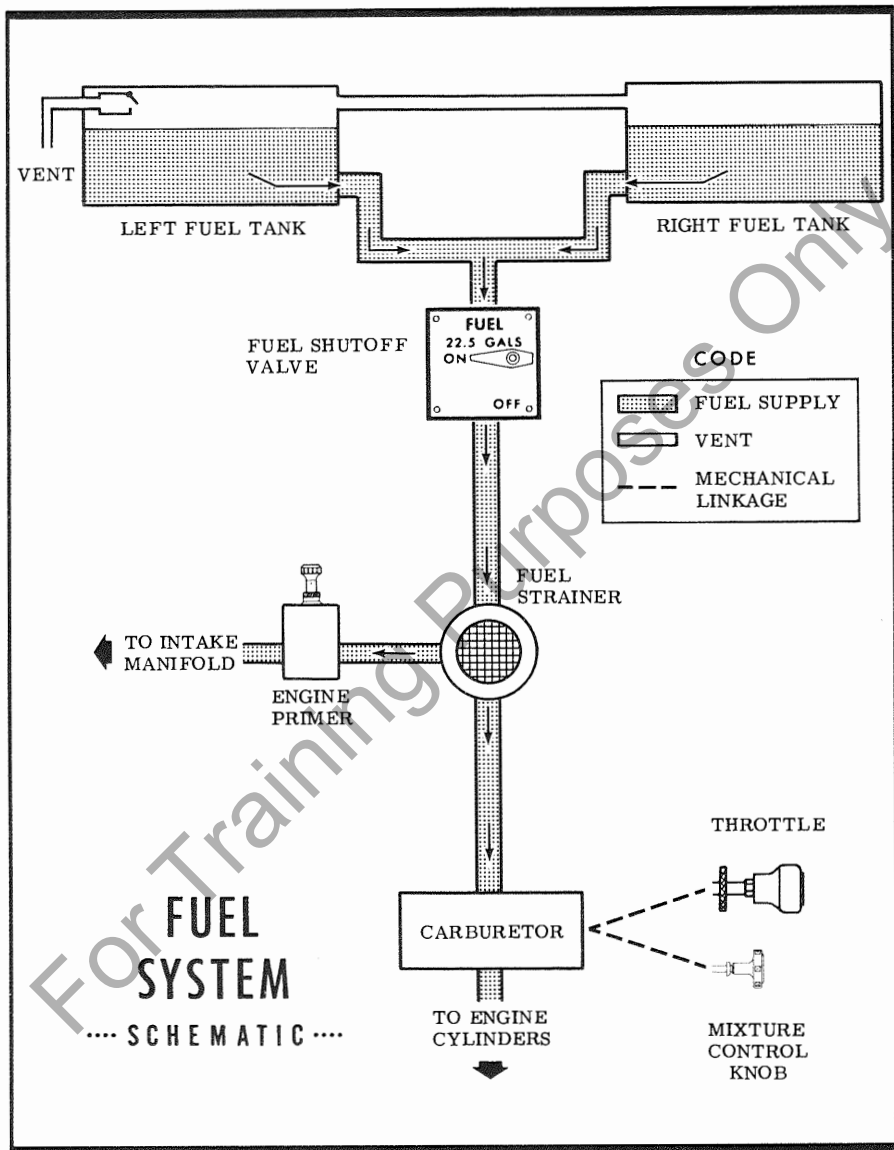 VENT
LEFT FUEL TANK
RIGHT FUEL TANK
FUEL SHUTOFF
VALVE
FUEL
22.5 GALS
ON
OFF
CODE
FUEL SUPPLY
VENT
MECHANICAL
LINKAGE
FUEL
STRAINER
TO INTAKE
MANIFOLD
ENGINE
PRIMER
THROTTLE
CARBURETOR
TO ENGINE
CYLINDERS
MIXTURE
CONTROL
KNOB
FUEL
SYSTEM
···· SCHEMATIC ····
For Training Purposes Only